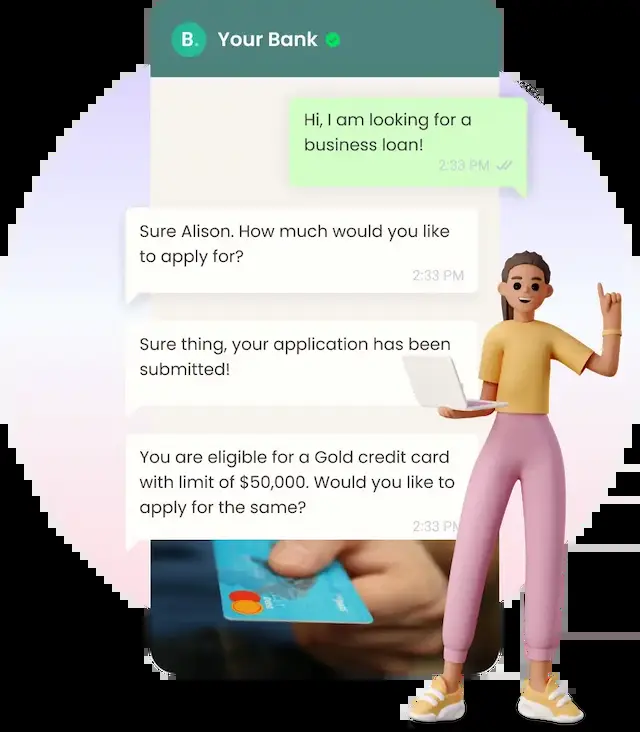 B. Your Bank
Hi, I am looking for a
business loan!
2:33 PM
Sure Alison. How much would you like
to apply for?
2:33 PM
Sure thing, your application has been
submitted!
You are eligible for a Gold credit card
with limit of $50,000. Would you like to
apply for the same?
2:33 PM